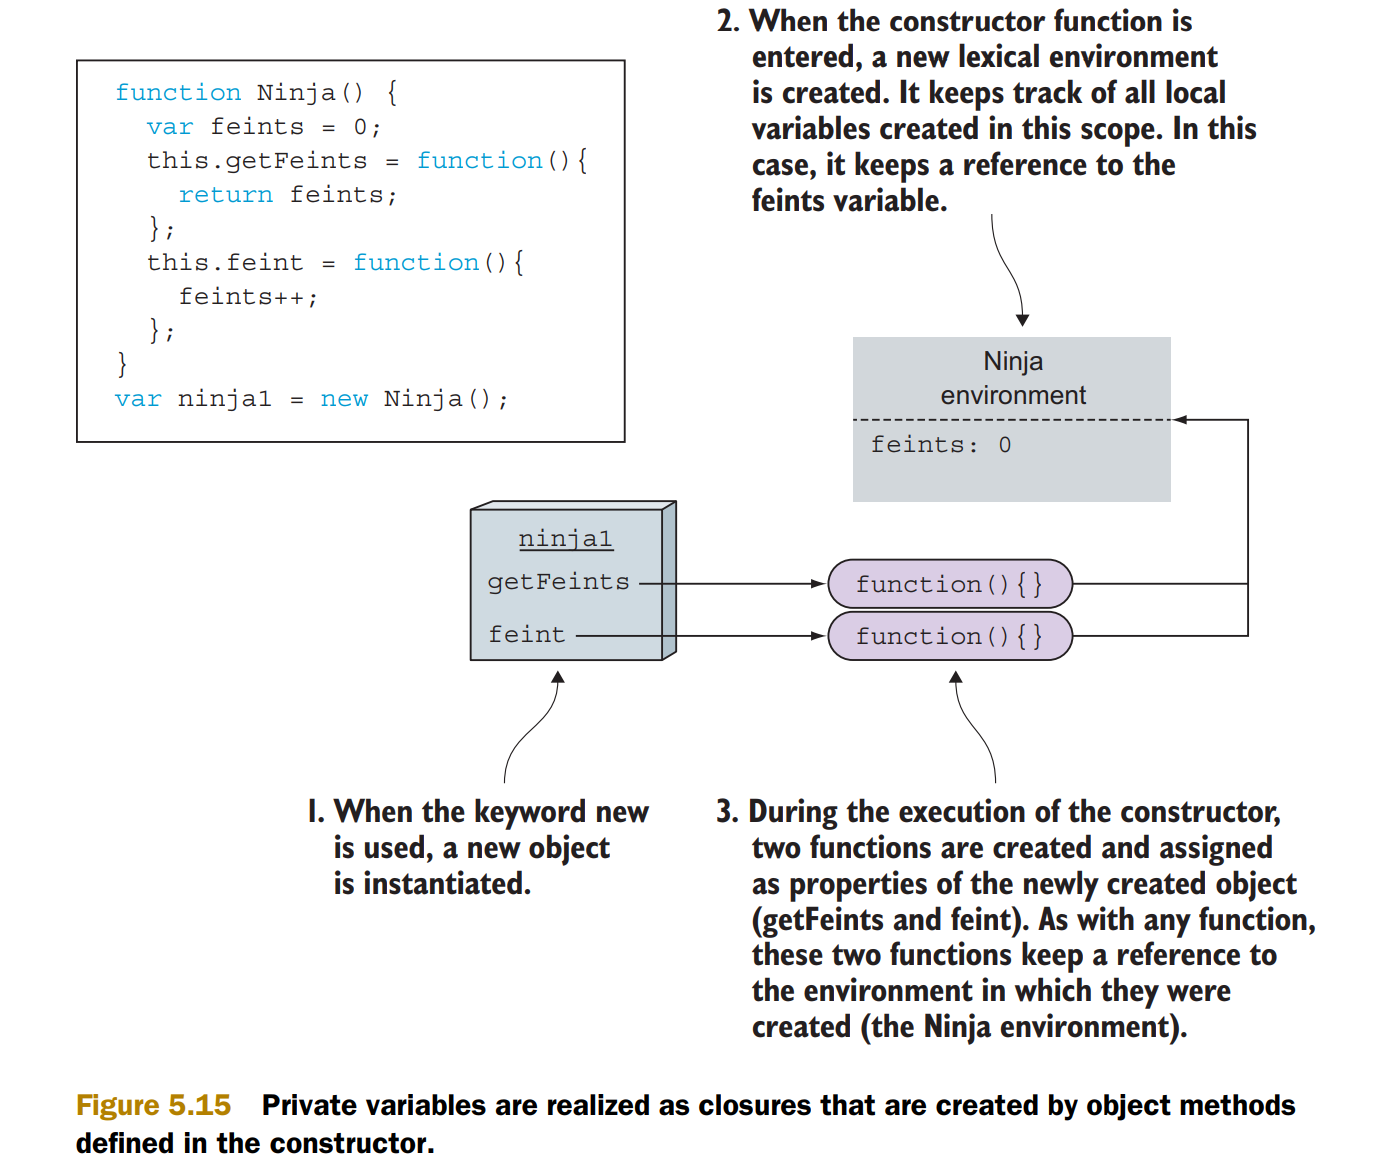 function Ninja() {
var feints = 0;
this.getFeints = function(){
return feints;
};
this.feint = function(){
feints++;
};
}
var ninja1 = new Ninja();
2. When the constructor function is
entered, a new lexical environment
is created. It keeps track of all local
variables created in this scope. In this
case, it keeps a reference to the
feints variable.
Ninja
environment
feints: 0
ninja1
getFeints
feint
function(){}
function(){}
1. When the keyword new
is used, a new object
is instantiated.
3. During the execution of the constructor,
two functions are created and assigned
as properties of the newly created object
(getFeints and feint). As with any function,
these two functions keep a reference to
the environment in which they were
created (the Ninja environment).
Figure 5.15 Private variables are realized as closures that are created by object methods
defined in the constructor.